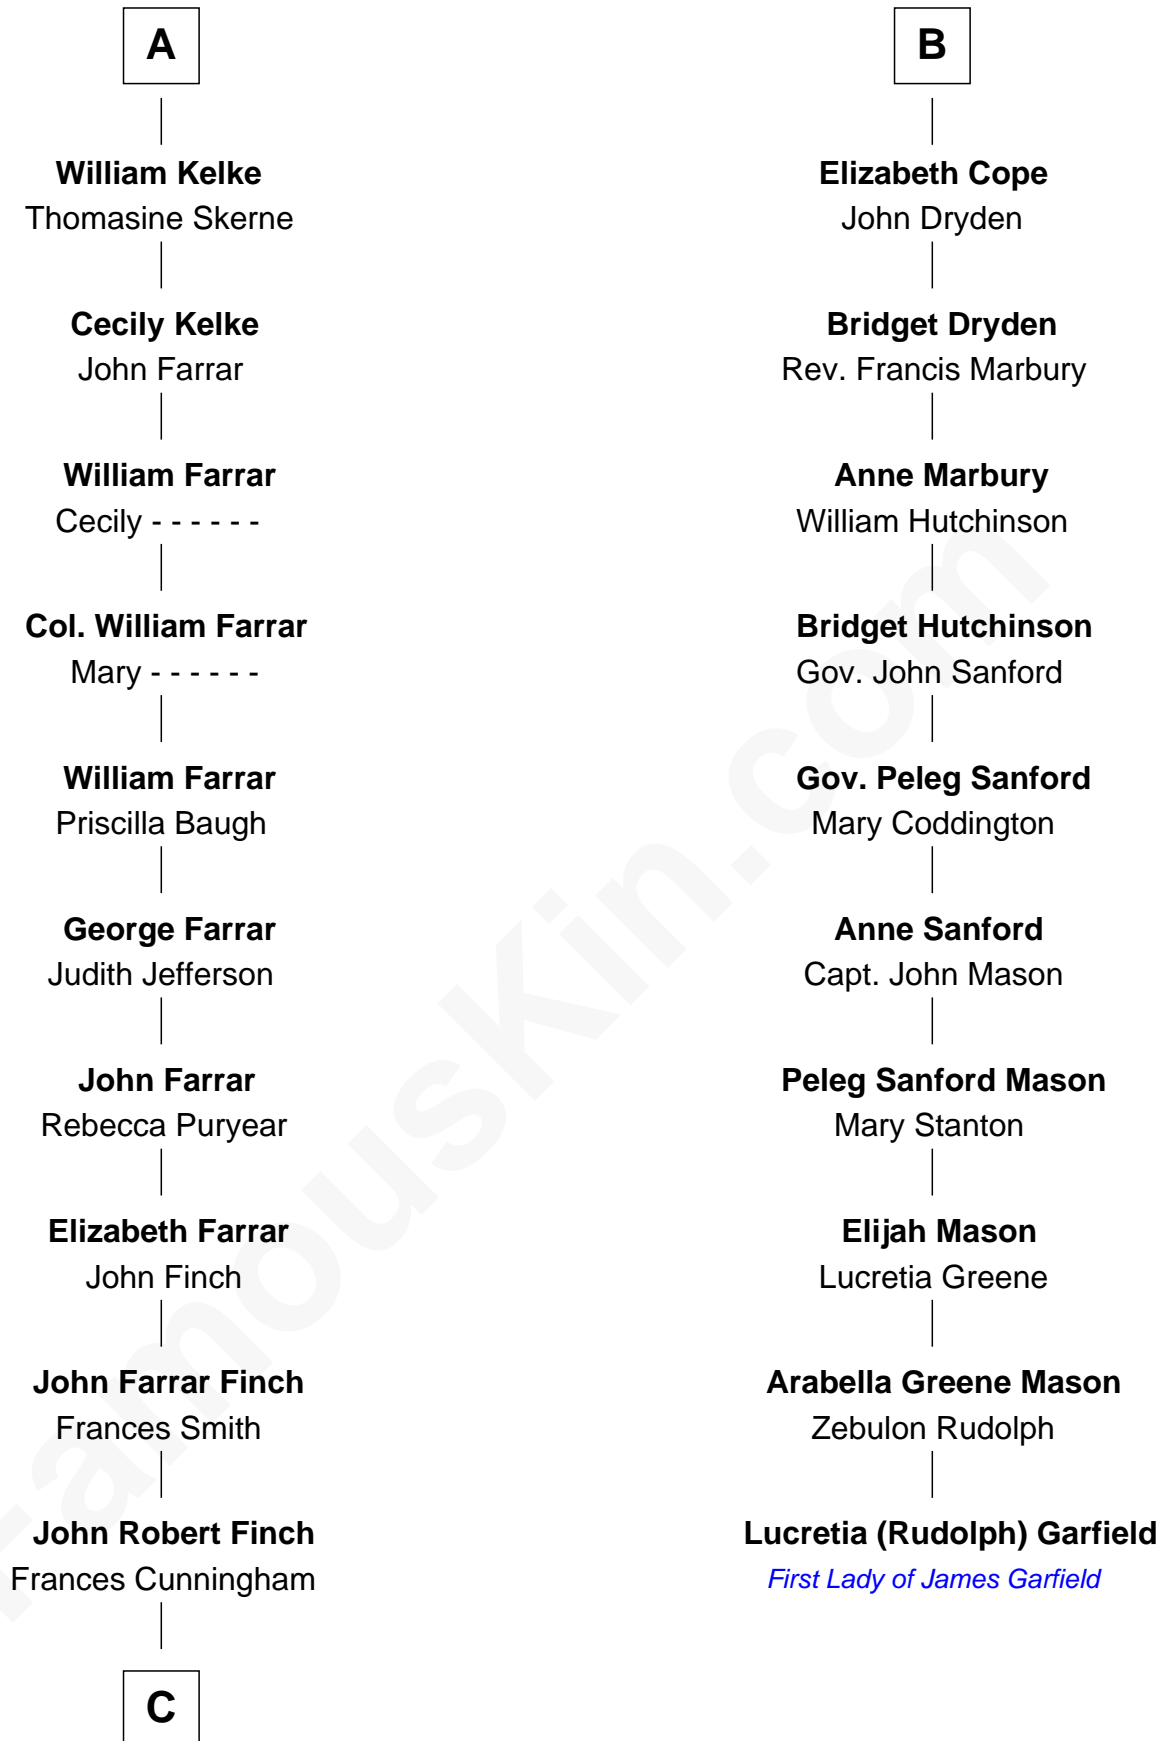 A
William Kelke
Thomasine Skerne
Cecily Kelke
John Farrar
William Farrar
Cecily - - - - - -
Col. William Farrar
Mary - - - - - -
William Farrar
Priscilla Baugh
George Farrar
Judith Jefferson
John Farrar
Rebecca Puryear
Elizabeth Farrar
John Finch
John Farrar Finch
Frances Smith
John Robert Finch
Frances Cunningham
C
B
Elizabeth Cope
John Dryden
Bridget Dryden
Rev. Francis Marbury
Anne Marbury
William Hutchinson
Bridget Hutchinson
Gov. John Sanford
Gov. Peleg Sanford
Mary Coddington
Anne Sanford
Capt. John Mason
Peleg Sanford Mason
Mary Stanton
Elijah Mason
Lucretia Greene
Arabella Greene Mason
Zebulon Rudolph
Lucretia (Rudolph) Garfield
First Lady of James Garfield
FamousKin.com